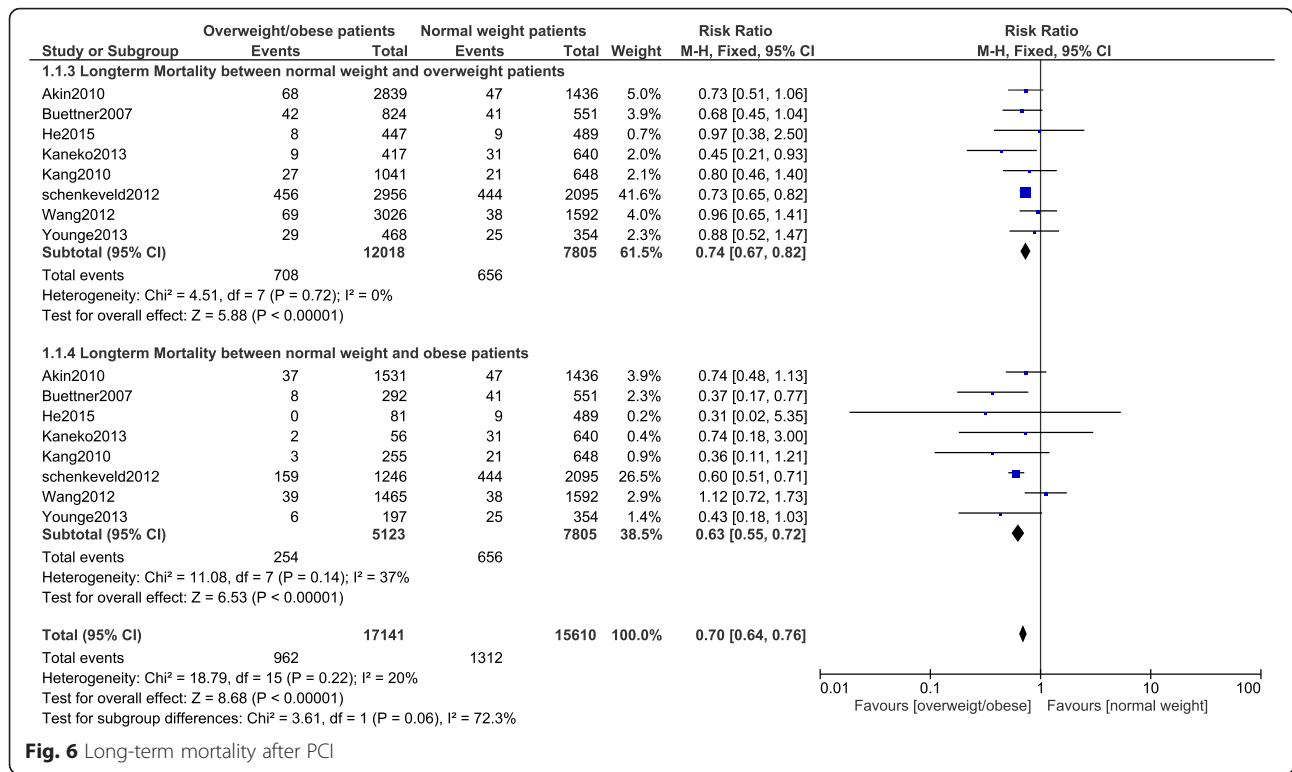 Overweight/obese patients Normal weight patients Risk Ratio Risk Ratio
Study or Subgroup Events Total Events Total Weight M-H, Fixed, 95% CI M-H, Fixed, 95% CI
1.1.3 Longterm Mortality between normal weight and overweight patients
Akin2010 68 2839 47 1436 5.0% 0.73 [0.51, 1.06]
Buettner2007 42 824 41 551 3.9% 0.68 [0.45, 1.04]
He2015 8 447 9 489 0.7% 0.97 [0.38, 2.50]
Kaneko2013 9 417 31 640 2.0% 0.45 [0.21, 0.93]
Kang2010 27 1041 21 648 2.1% 0.80 [0.46, 1.40]
schenkeveld2012 456 2956 444 2095 41.6% 0.73 [0.65, 0.82]
Wang2012 69 3026 38 1592 4.0% 0.96 [0.65, 1.41]
Younge2013 29 468 25 354 2.3% 0.88 [0.52, 1.47]
Subtotal (95% CI) 12018 7805 61.5% 0.74 [0.67, 0.82]
Total events 708 656
Heterogeneity: Chi² = 4.51, df = 7 (P = 0.72); I² = 0%
Test for overall effect: Z = 5.88 (P < 0.00001)
1.1.4 Longterm Mortality between normal weight and obese patients
Akin2010 37 1531 47 1436 3.9% 0.74 [0.48, 1.13]
Buettner2007 8 292 41 551 2.3% 0.37 [0.17, 0.77]
He2015 0 81 9 489 0.2% 0.31 [0.02, 5.35]
Kaneko2013 2 56 31 640 0.4% 0.74 [0.18, 3.00]
Kang2010 3 255 21 648 0.9% 0.36 [0.11, 1.21]
schenkeveld2012 159 1246 444 2095 26.5% 0.60 [0.51, 0.71]
Wang2012 39 1465 38 1592 2.9% 1.12 [0.72, 1.73]
Younge2013 6 197 25 354 1.4% 0.43 [0.18, 1.03]
Subtotal (95% CI) 5123 7805 38.5% 0.63 [0.55, 0.72]
Total events 254 656
Heterogeneity: Chi² = 11.08, df = 7 (P = 0.14); I² = 37%
Test for overall effect: Z = 6.53 (P < 0.00001)
Total (95% CI) 17141 15610 100.0% 0.70 [0.64, 0.76]
Total events 962 1312
Heterogeneity: Chi² = 18.79, df = 15 (P = 0.22); I² = 20%
Test for overall effect: Z = 8.68 (P < 0.00001)
Test for subgroup differences: Chi² = 3.61, df = 1 (P = 0.06), I² = 72.3%
0.01 0.1 1 10 100
Favours [overweigt/obese] Favours [normal weight]
Fig. 6 Long-term mortality after PCI